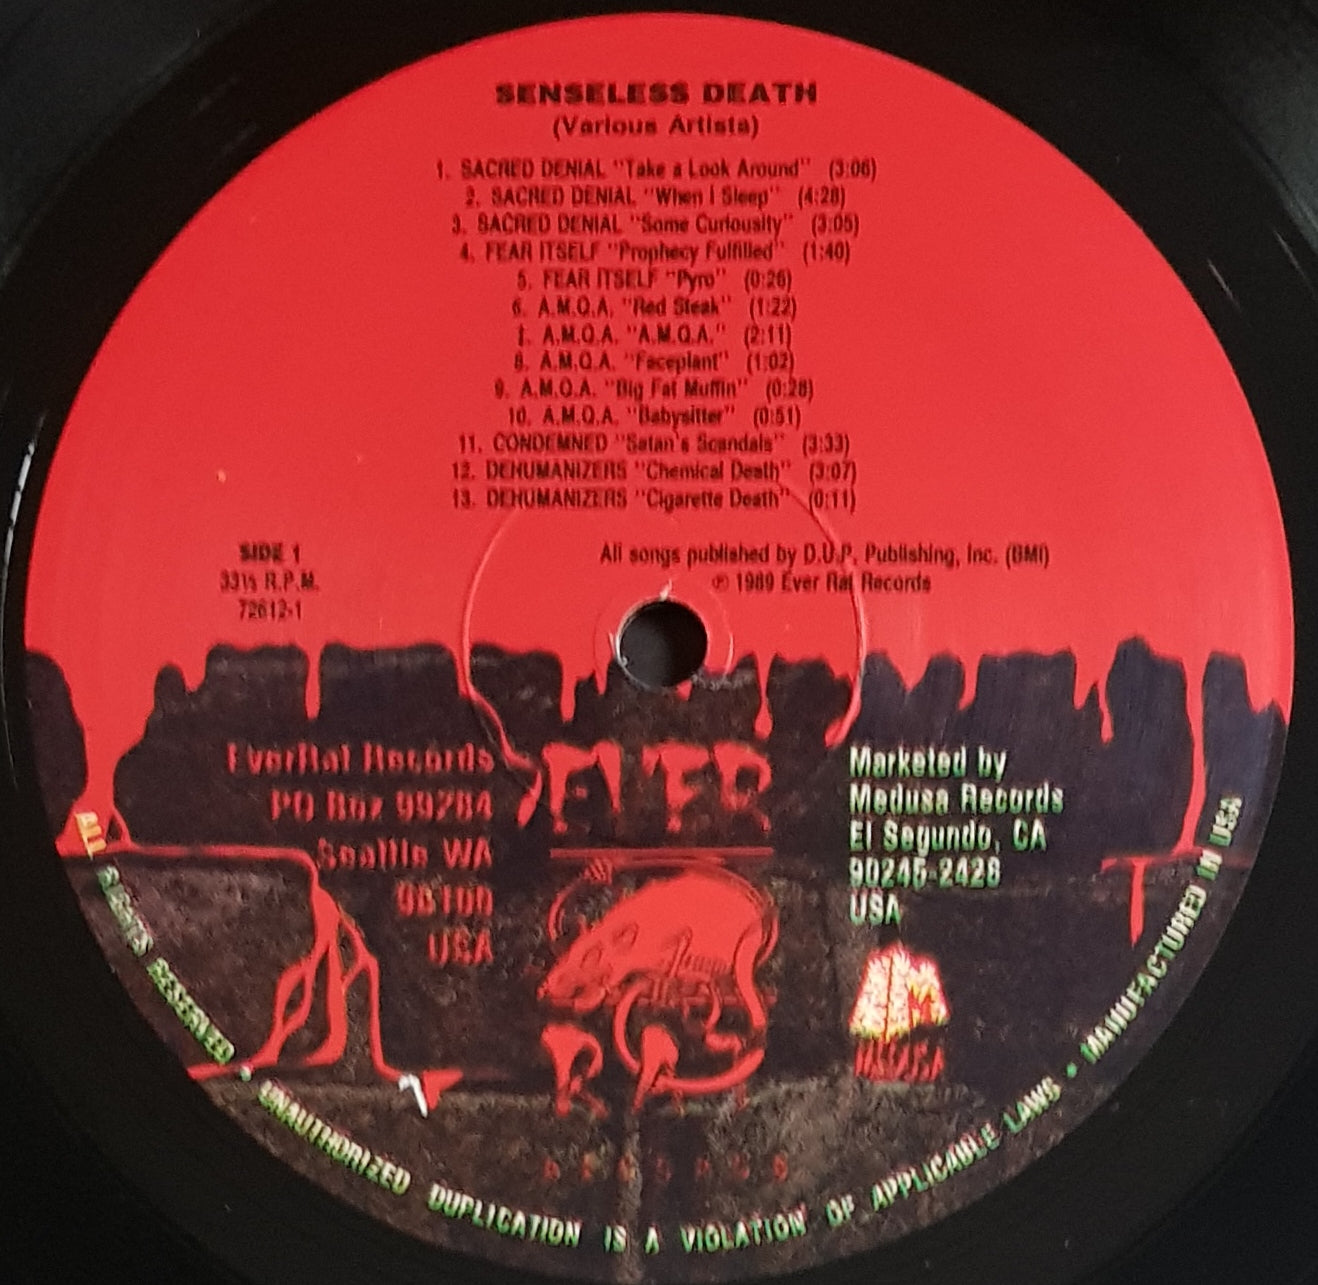 SENSELESS DEATH
(Various Artists)
1. SACRED DENIAL "Take a Look Around" (3:06)
2. SACRED DENIAL "When I Sleep" (4:28)
3. SACRED DENIAL "Some Curiousity" (3:05)
4. FEAR ITSELF "Prophecy Fulfilled" (1:40)
5. FEAR ITSELF "Pyro" (0:26)
6. A.M.Q.A. "Red Steak" (1:22)
7. A.M.Q.A. "A.M.Q.A." (2:11)
8. A.M.Q.A. "Faceplant" (1:02)
9. A.M.Q.A. "Big Fat Muffin" (0:28)
10. A.M.Q.A. "Babysitter" (0:51)
11. CONDEMNED "Satan's Scandals" (3:33)
12. DEHUMANIZERS "Chemical Death" (3:07)
13. DEHUMANIZERS "Cigarette Death" (0:11)
SIDE 1
33⅓ R.P.M.
72612-1
All songs published by D.U.P. Publishing, Inc. (BMI)
℗ 1989 Ever Rat Records
EverRat Records
PO Box 99284
Seattle WA
USA
EVER
RAT
RECORDS
Marketed by
Medusa Records
El Segundo, CA
90245-2428
USA
MEDUSA
ALL RIGHTS RESERVED • UNAUTHORIZED DUPLICATION IS A VIOLATION OF APPLICABLE LAWS • MANUFACTURED IN USA